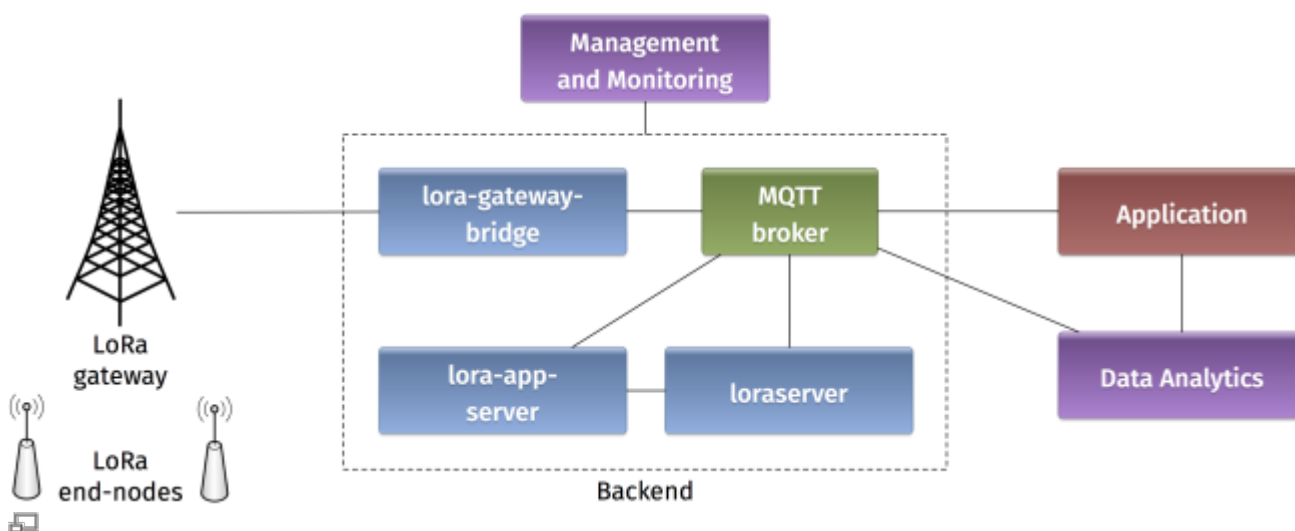 Management
and Monitoring
lora-gateway-
bridge
MQTT
broker
Application
LoRa
gateway
lora-app-
server
loraserver
Data Analytics
LoRa
end-nodes
Backend